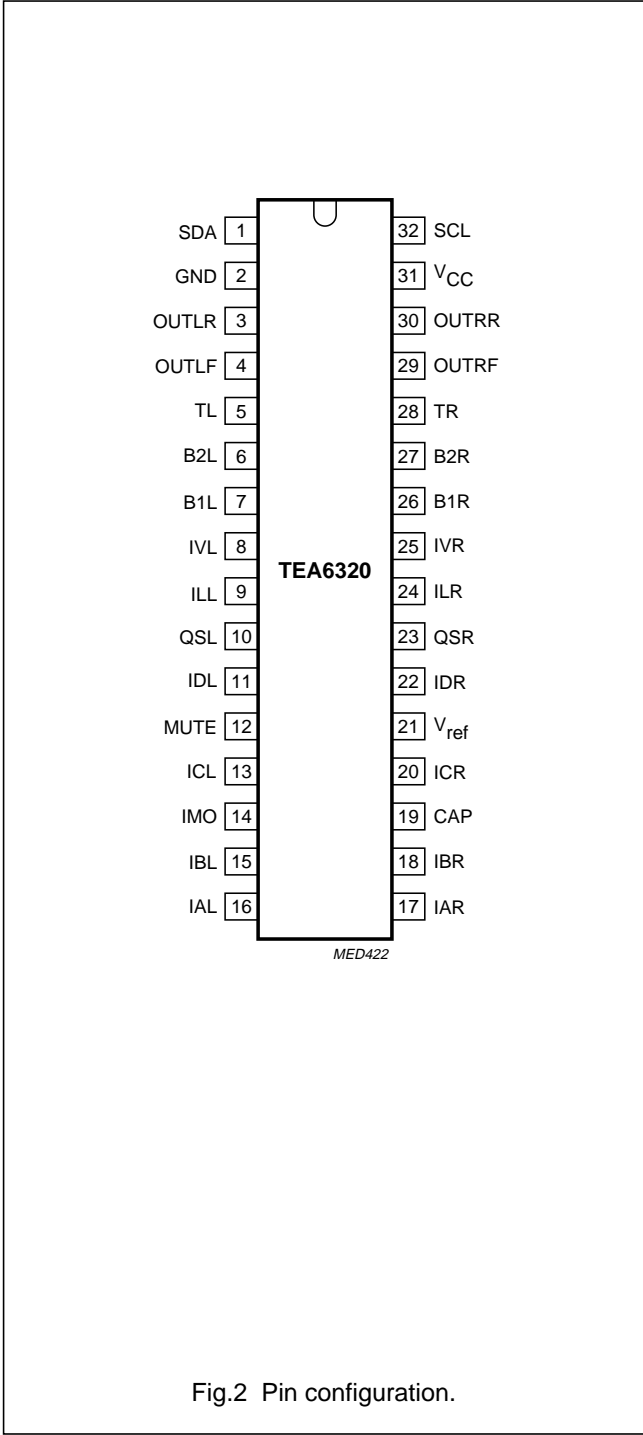 SDA 1 32 SCL
GND 2 31 VCC
OUTLR 3 30 OUTRR
OUTLF 4 29 OUTRF
TL 5 28 TR
B2L 6 27 B2R
B1L 7 26 B1R
IVL 8 25 IVR
TEA6320
ILL 9 24 ILR
QSL 10 23 QSR
IDL 11 22 IDR
MUTE 12 21 Vref
ICL 13 20 ICR
IMO 14 19 CAP
IBL 15 18 IBR
IAL 16 17 IAR
MED422
Fig.2 Pin configuration.